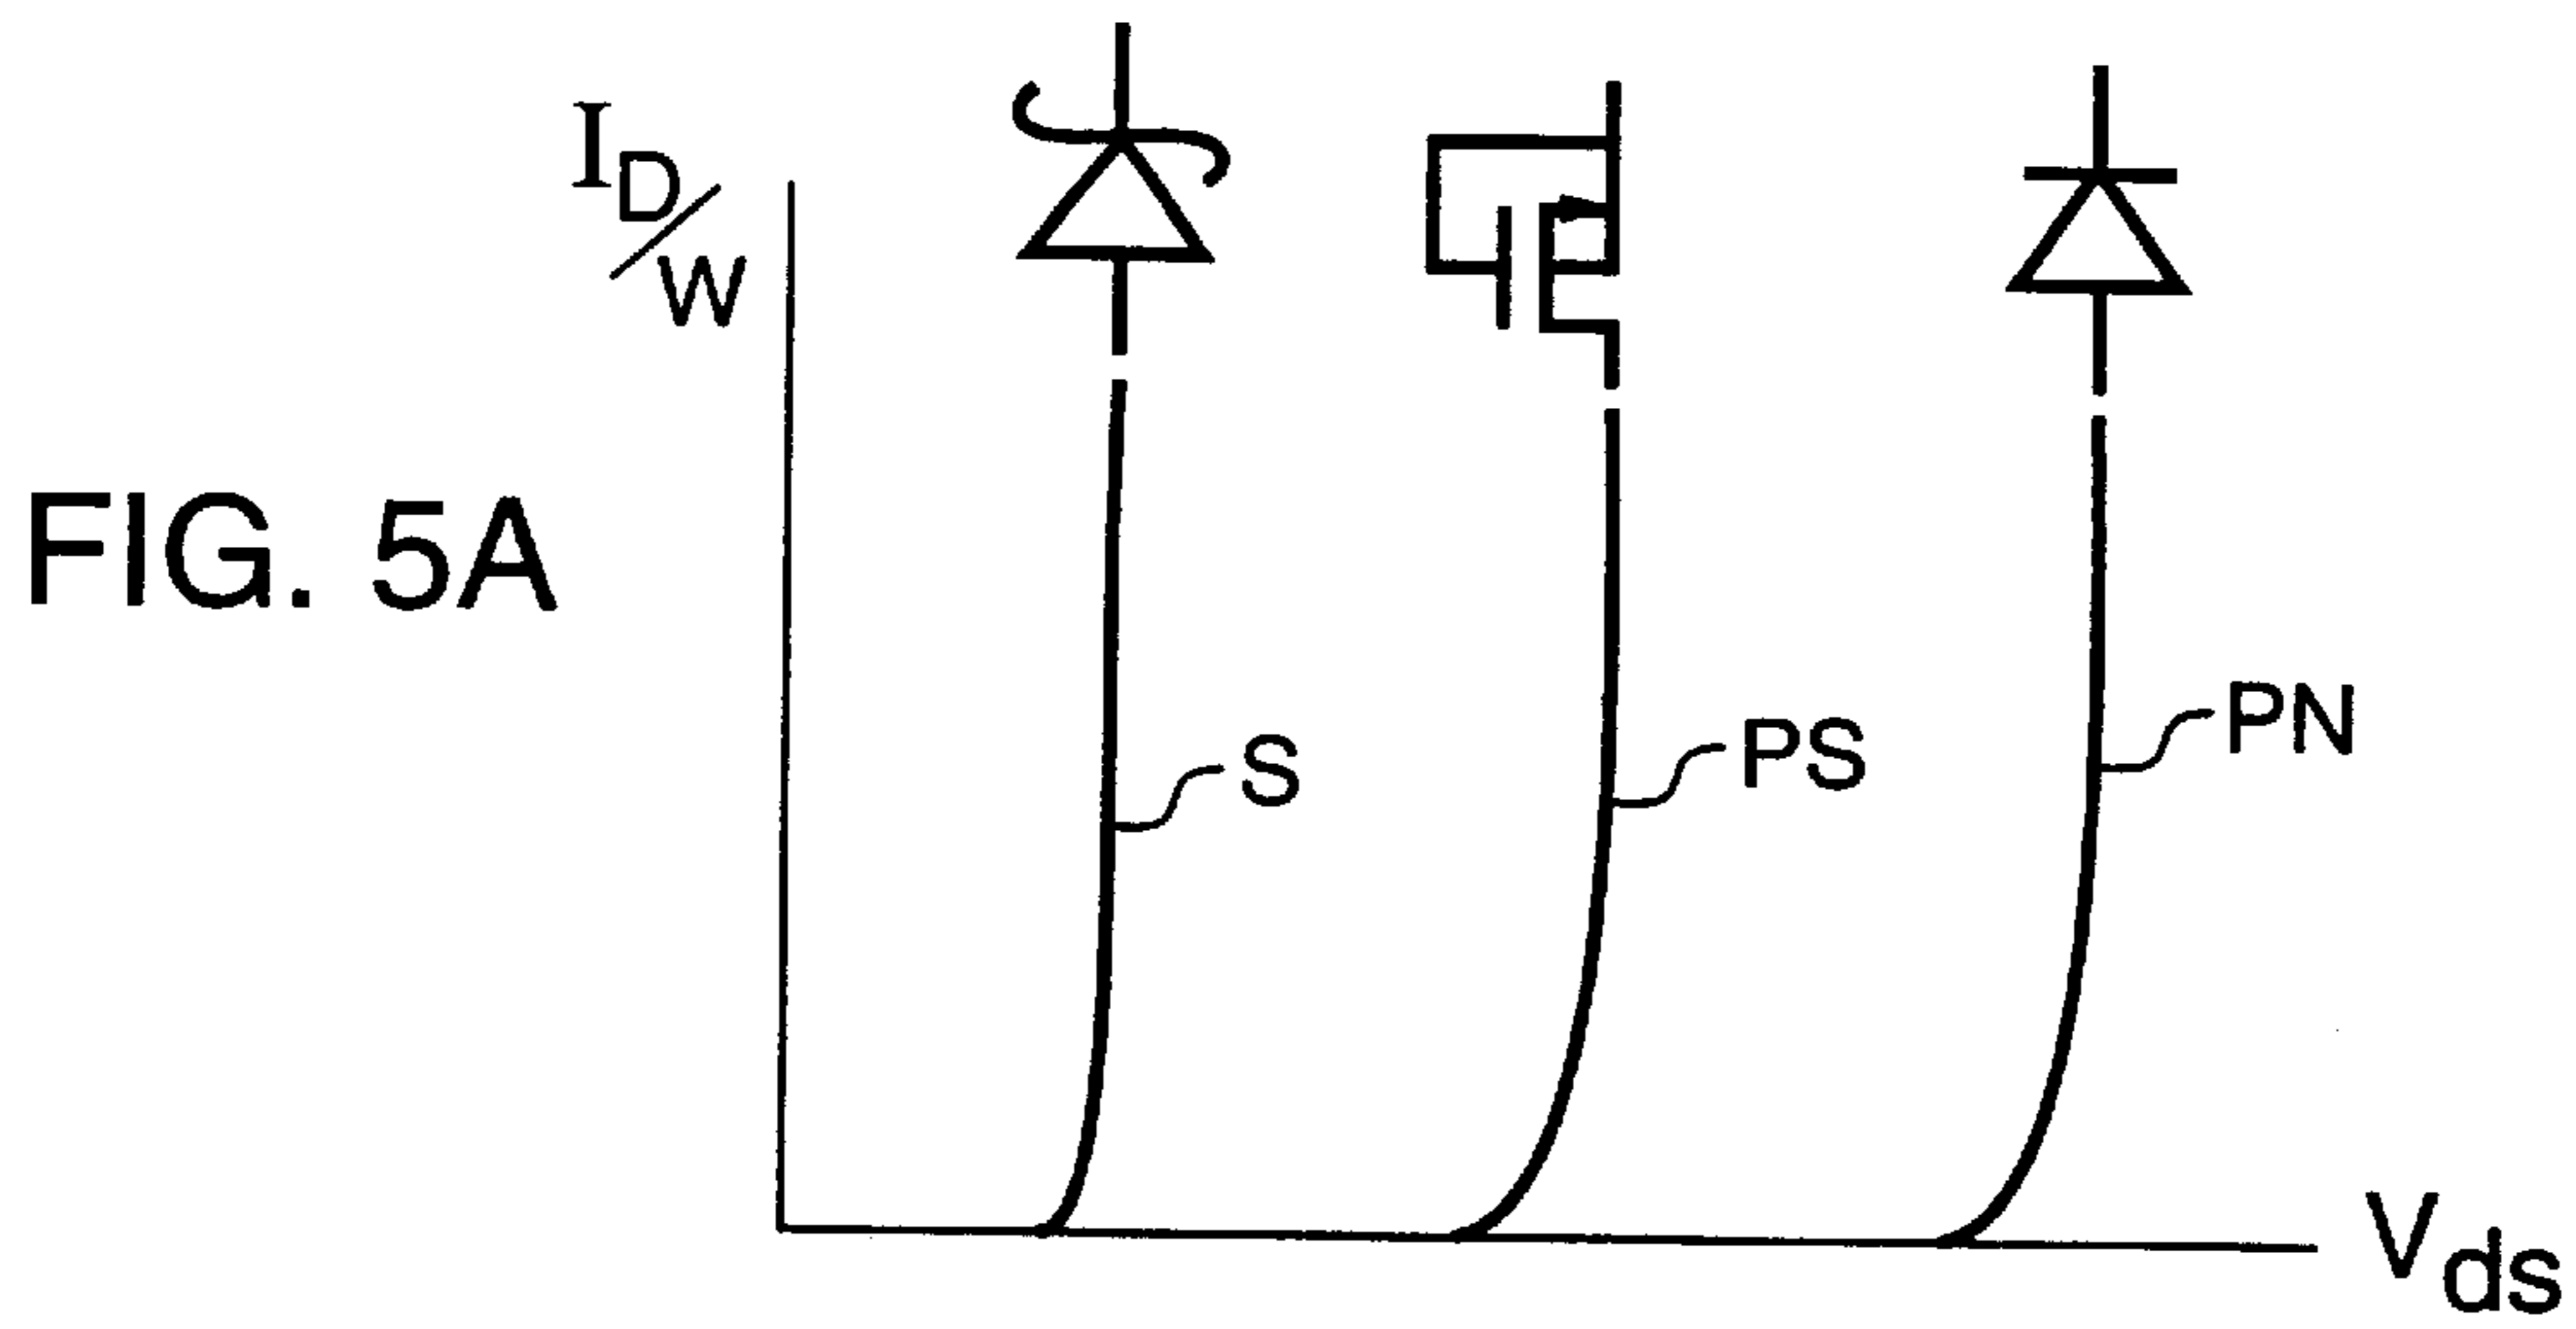 I_D/W
FIG. 5A
S
PS
PN
V_ds